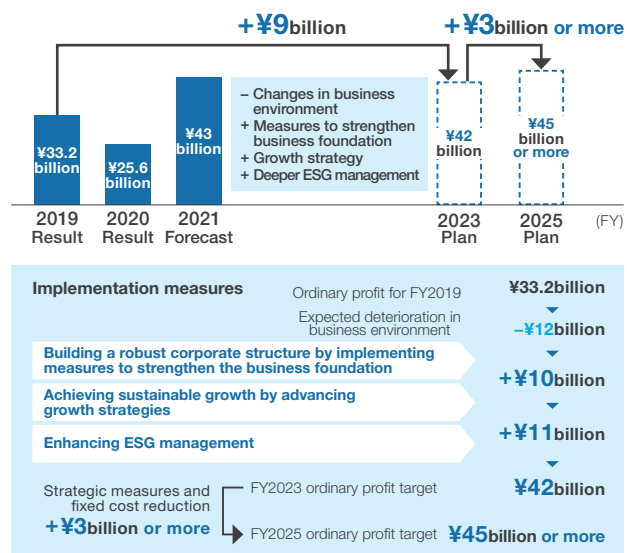 +¥9billion
+¥3billion or more
– Changes in business
environment
+ Measures to strengthen
business foundation
+ Growth strategy
+ Deeper ESG management
¥33.2
billion
¥25.6
billion
¥43
billion
¥42
billion
¥45
billion
or more
2019
Result
2020
Result
2021
Forecast
2023
Plan
2025
Plan
(FY)
Implementation measures
Ordinary profit for FY2019
¥33.2billion
Expected deterioration in
business environment
–¥12billion
Building a robust corporate structure by implementing
measures to strengthen the business foundation
+¥10billion
Achieving sustainable growth by advancing
growth strategies
+¥11billion
Enhancing ESG management
Strategic measures and
fixed cost reduction
+¥3billion or more
FY2023 ordinary profit target
¥42billion
FY2025 ordinary profit target
¥45billion or more